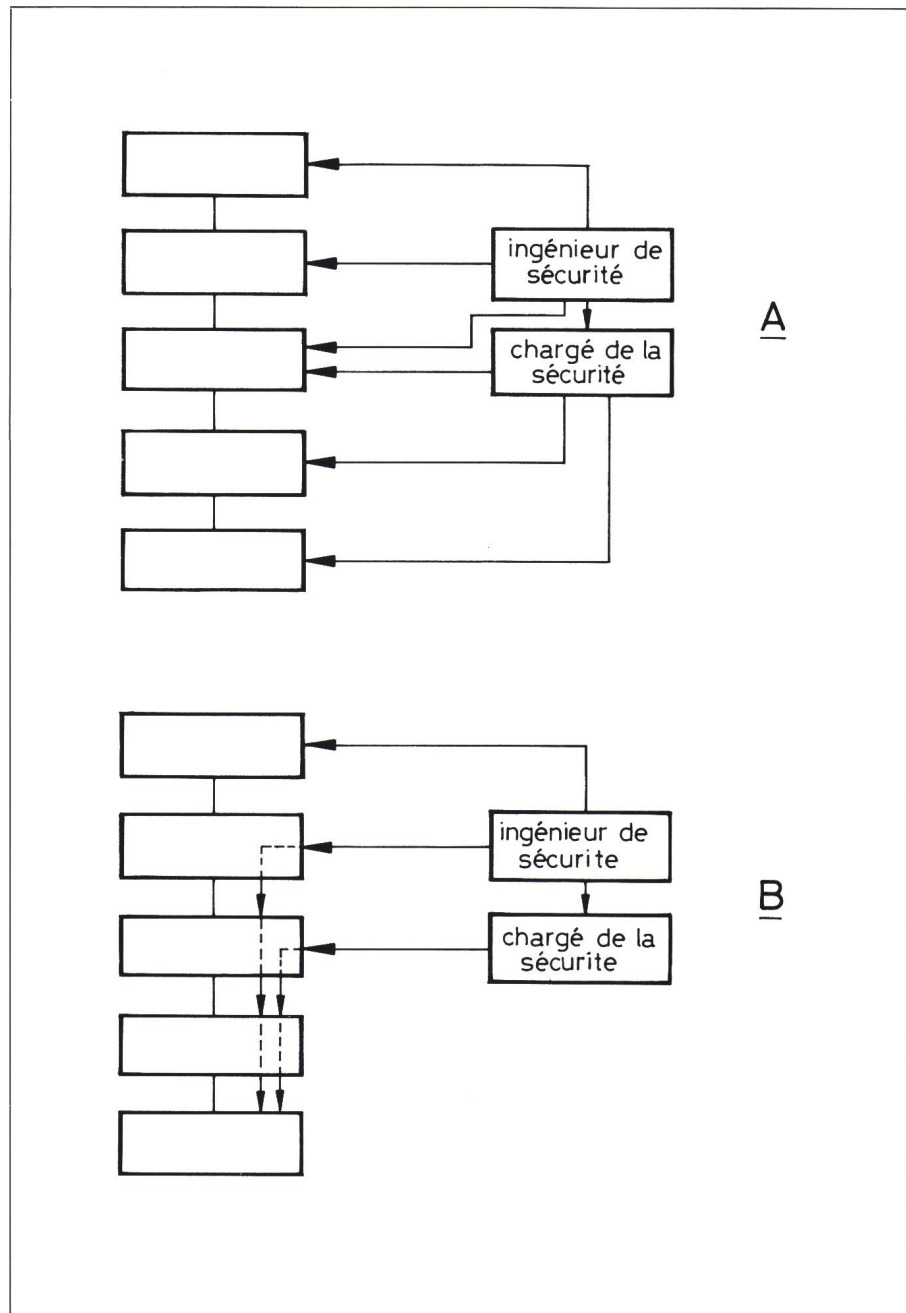 ingénieur de
sécurité
A
chargé de la
sécurité
ingénieur de
sécurite
B
chargé de la
sécurite